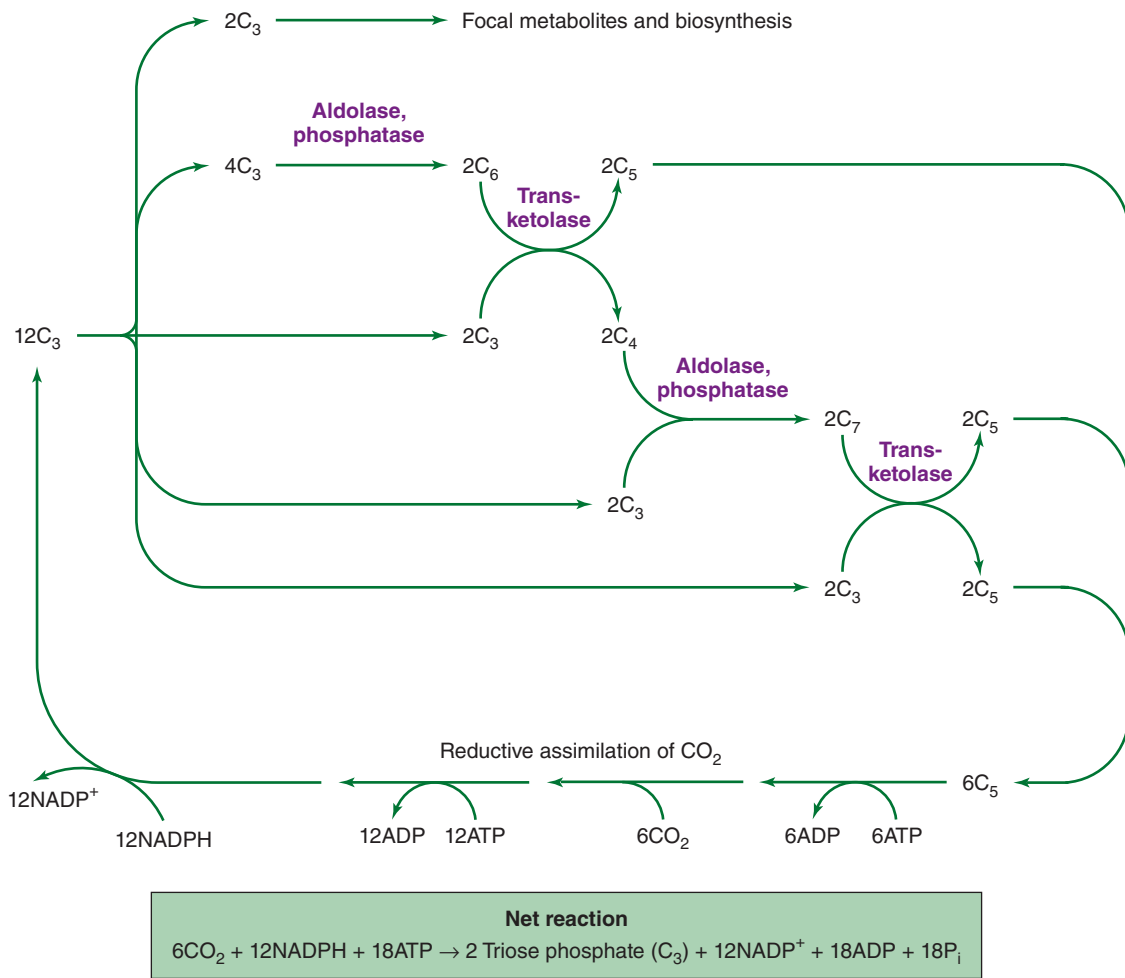 2C₃
Focal metabolites and biosynthesis
Aldolase,
phosphatase
4C₃
2C₆
2C₅
Trans-
ketolase
12C₃
2C₃
2C₄
Aldolase,
phosphatase
2C₇
2C₅
Trans-
ketolase
2C₃
2C₃
2C₅
Reductive assimilation of CO₂
6C₅
12NADP⁺
12NADPH
12ADP
12ATP
6CO₂
6ADP
6ATP
Net reaction
6CO₂ + 12NADPH + 18ATP → 2 Triose phosphate (C₃) + 12NADP⁺ + 18ADP + 18Pᵢ